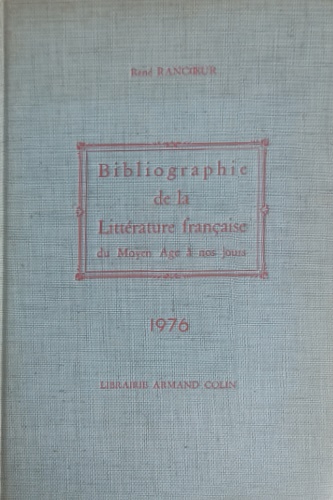 René RANCŒUR
Bibliographie
de la
Littérature française
du Moyen Age à nos jours
1976
LIBRAIRIE ARMAND COLIN